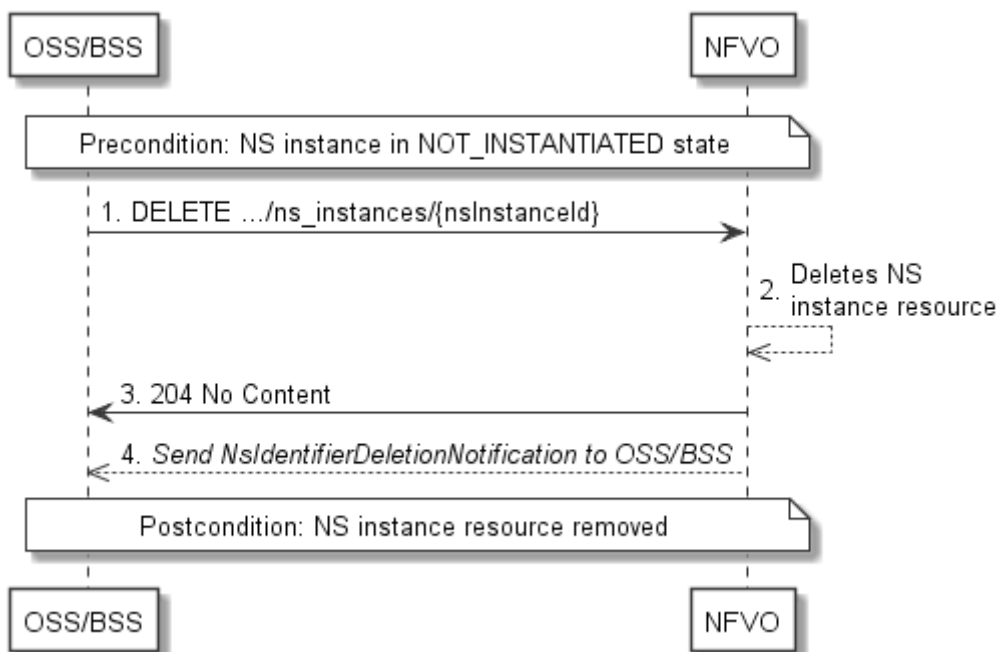 OSS/BSS
NFVO
Precondition: NS instance in NOT_INSTANTIATED state
1. DELETE .../ns_instances/{nsInstanceId}
2. Deletes NS
instance resource
3. 204 No Content
4. Send NsIdentifierDeletionNotification to OSS/BSS
Postcondition: NS instance resource removed
OSS/BSS
NFVO